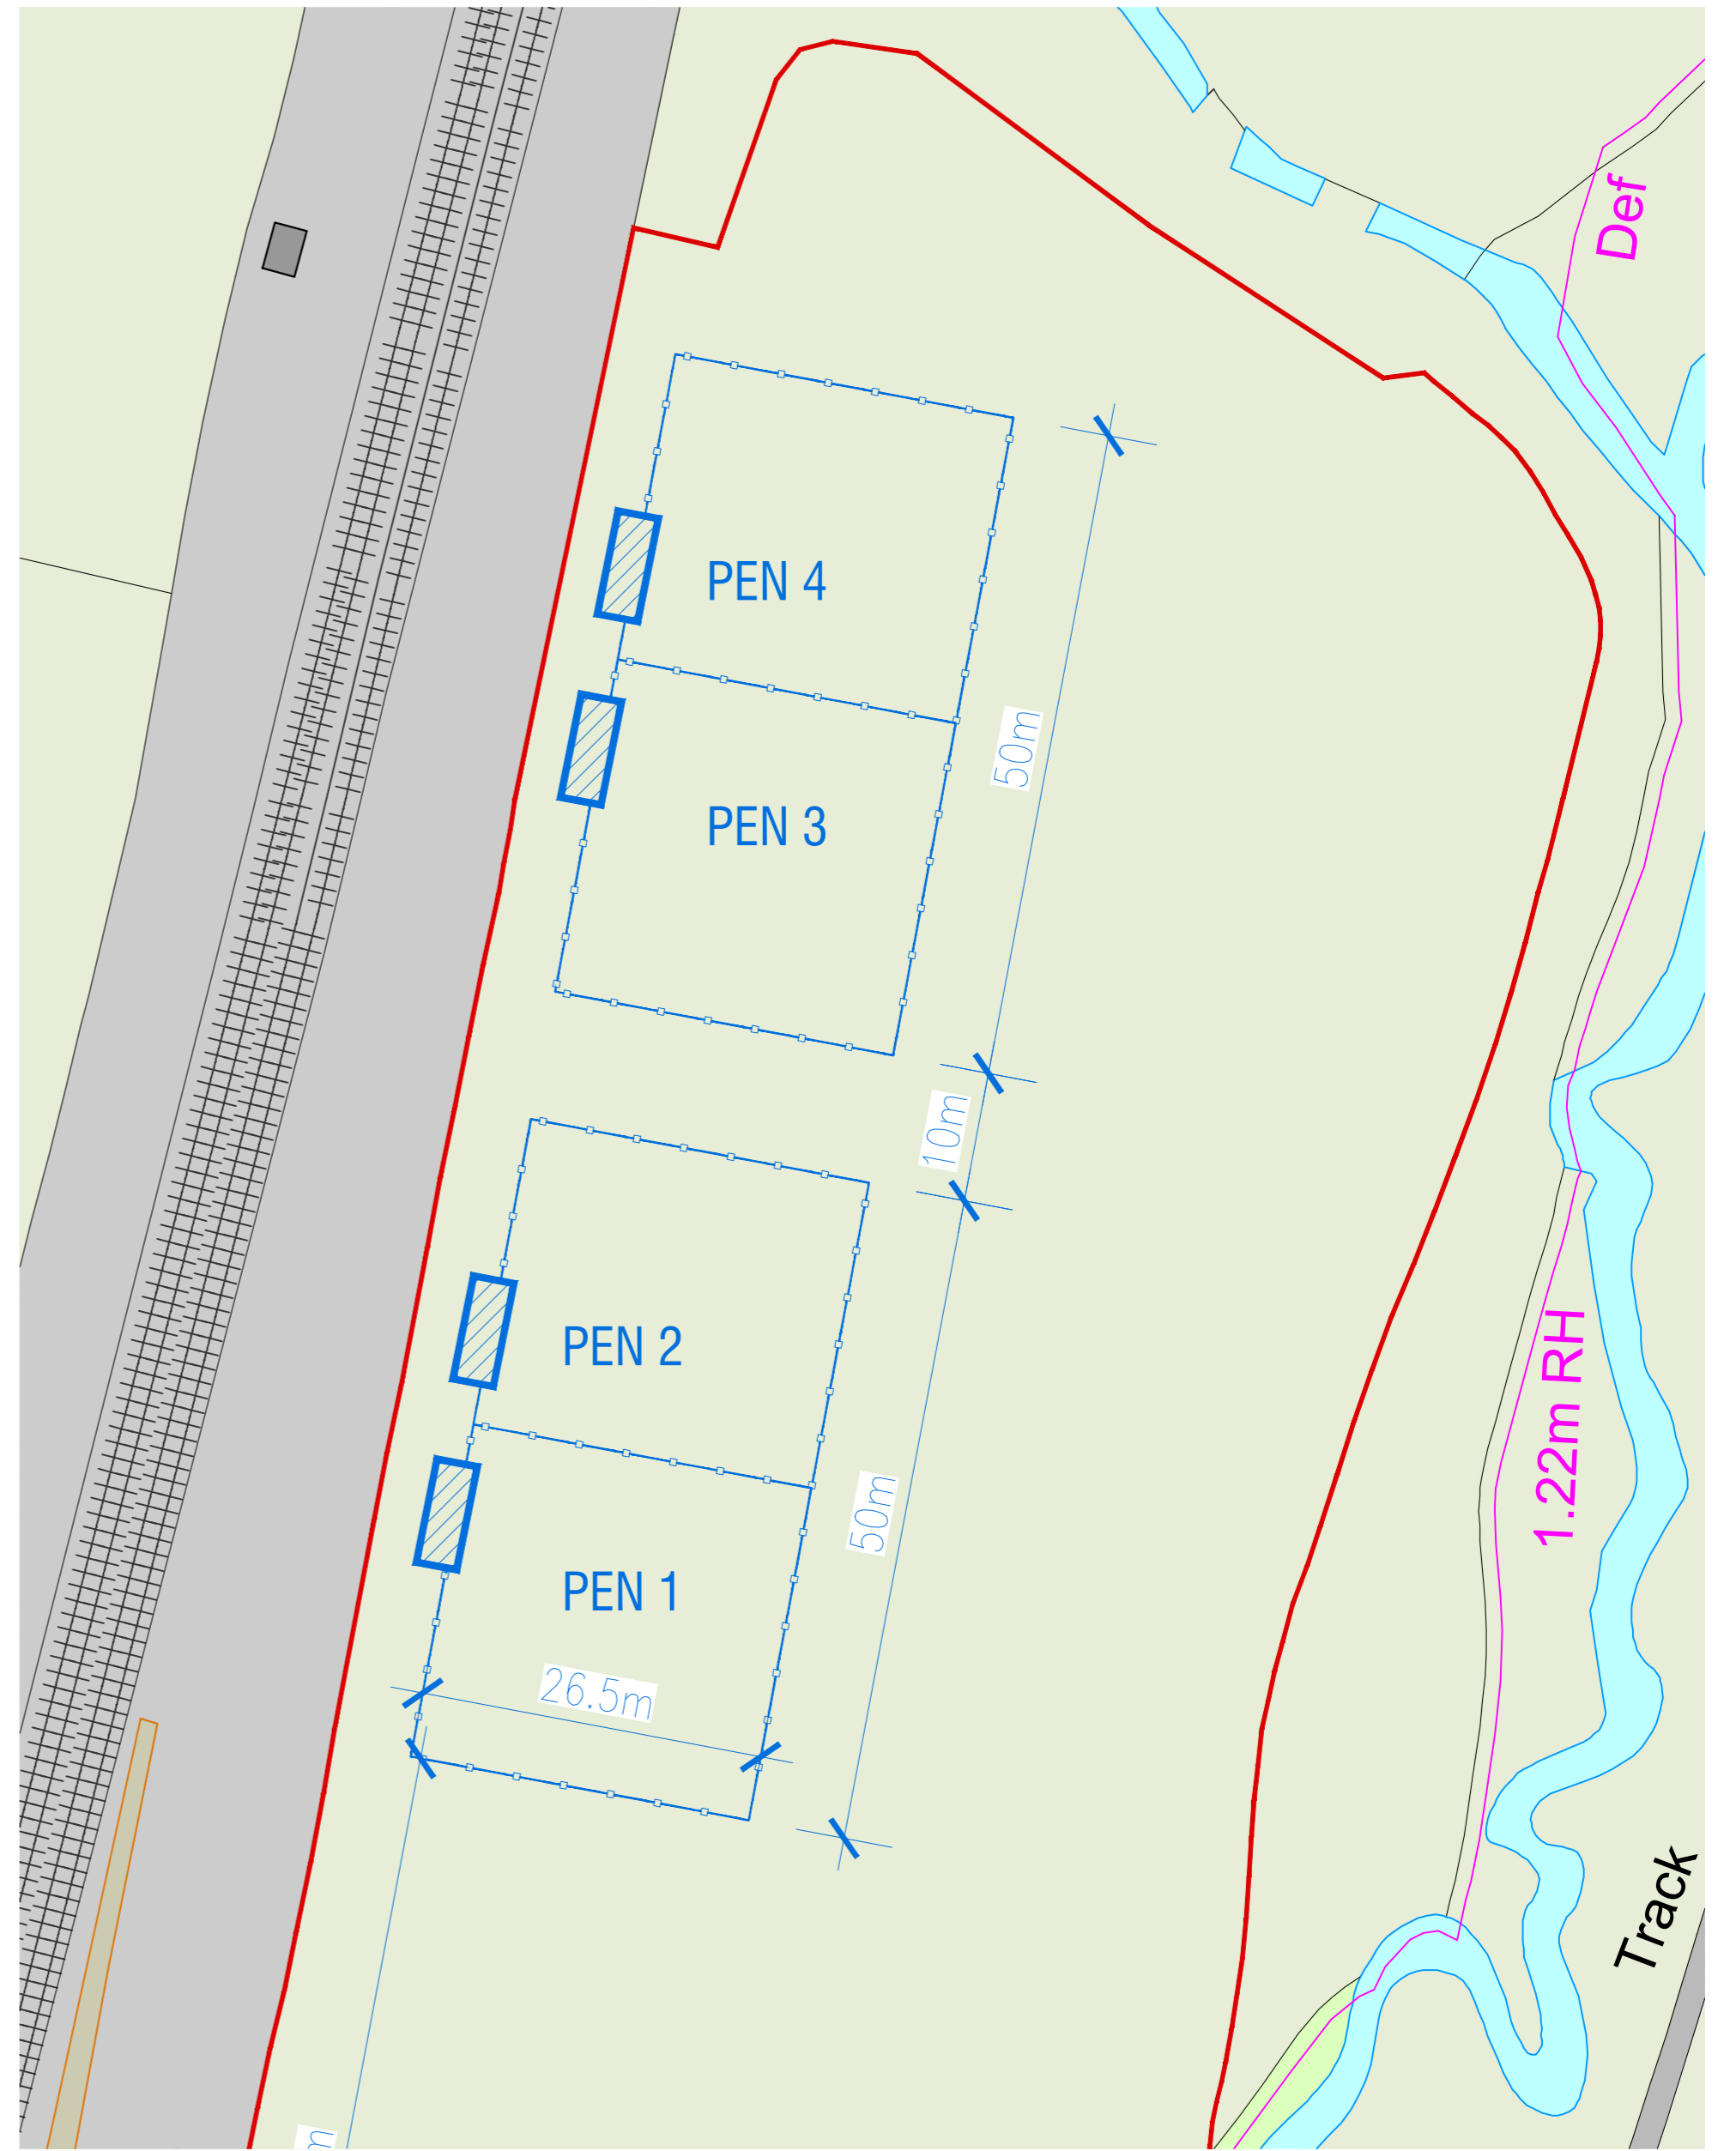 Def
PEN 4
50m
PEN 3
10m
PEN 2
1.22m RH
50m
PEN 1
26.5m
Track
m